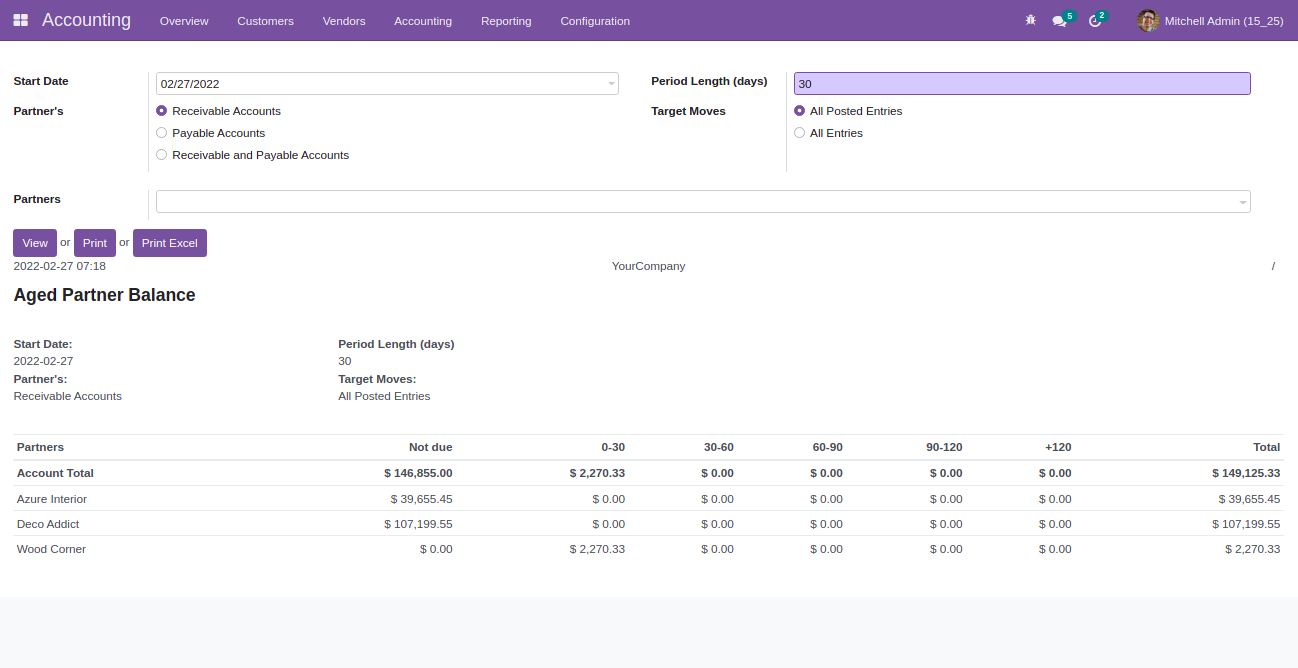 Accounting Overview Customers Vendors Accounting Reporting Configuration 5 2 Mitchell Admin (15_25)
Start Date 02/27/2022 Period Length (days) 30
Partner's Receivable Accounts Target Moves All Posted Entries
Payable Accounts All Entries
Receivable and Payable Accounts
Partners
View or Print or Print Excel
2022-02-27 07:18 YourCompany /
Aged Partner Balance
Start Date: Period Length (days)
2022-02-27 30
Partner's: Target Moves:
Receivable Accounts All Posted Entries
Partners Not due 0-30 30-60 60-90 90-120 +120 Total
Account Total $ 146,855.00 $ 2,270.33 $ 0.00 $ 0.00 $ 0.00 $ 0.00 $ 149,125.33
Azure Interior $ 39,655.45 $ 0.00 $ 0.00 $ 0.00 $ 0.00 $ 0.00 $ 39,655.45
Deco Addict $ 107,199.55 $ 0.00 $ 0.00 $ 0.00 $ 0.00 $ 0.00 $ 107,199.55
Wood Corner $ 0.00 $ 2,270.33 $ 0.00 $ 0.00 $ 0.00 $ 0.00 $ 2,270.33